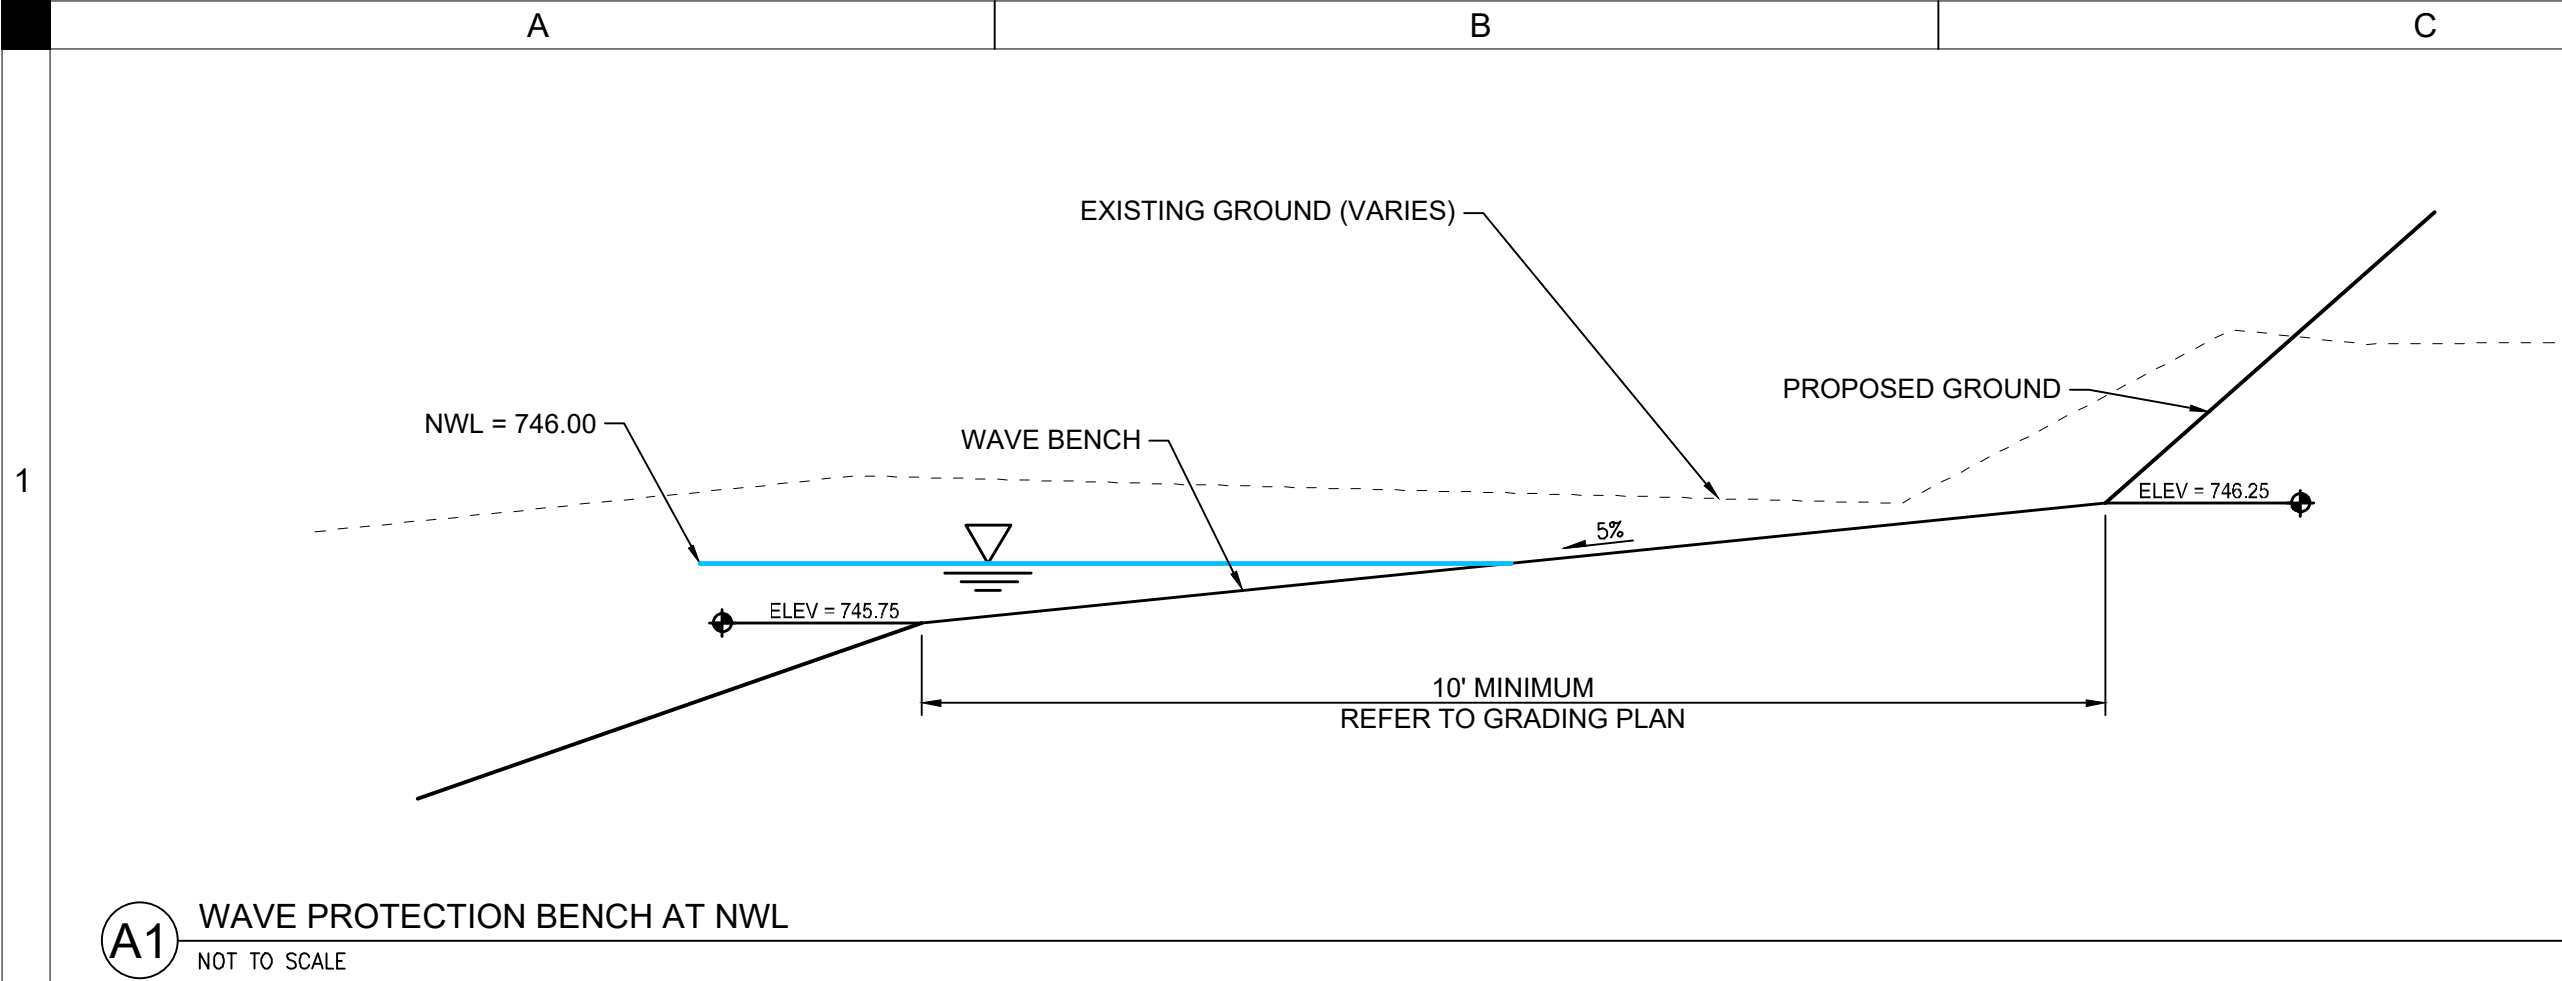 A
B
C
1
EXISTING GROUND (VARIES)
PROPOSED GROUND
NWL = 746.00
WAVE BENCH
ELEV = 746.25
5%
ELEV = 745.75
10' MINIMUM
REFER TO GRADING PLAN
A1
WAVE PROTECTION BENCH AT NWL
NOT TO SCALE